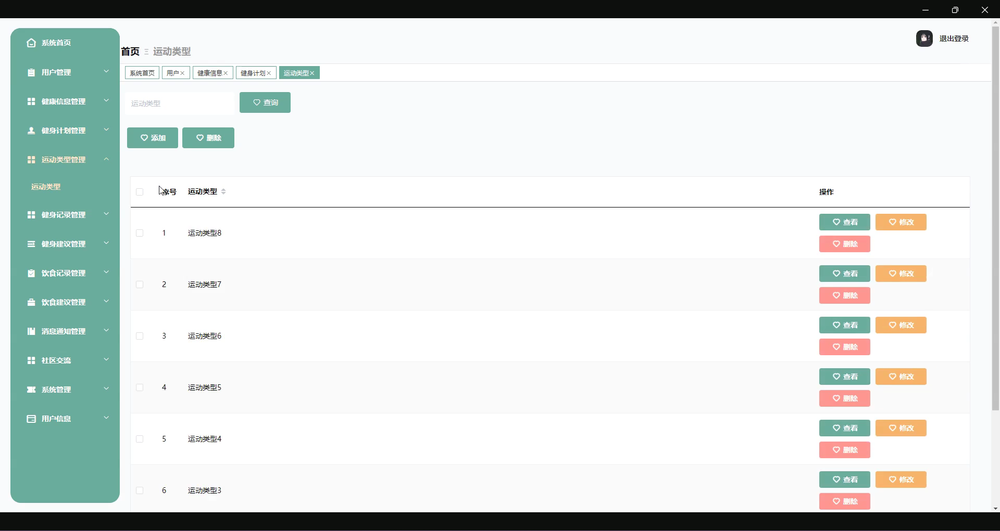 系统首页
用户管理
健康信息管理
健身计划管理
运动类型管理
运动类型
健身记录管理
健身建议管理
饮食记录管理
饮食建议管理
消息通知管理
社区交流
系统管理
用户信息
退出登录
首页 运动类型
系统首页 用户 健康信息 健身计划 运动类型
运动类型 查询
添加 删除
序号 运动类型 操作
1 运动类型8 查看 修改
删除
2 运动类型7 查看 修改
删除
3 运动类型6 查看 修改
删除
4 运动类型5 查看 修改
删除
5 运动类型4 查看 修改
删除
6 运动类型3 查看 修改
删除